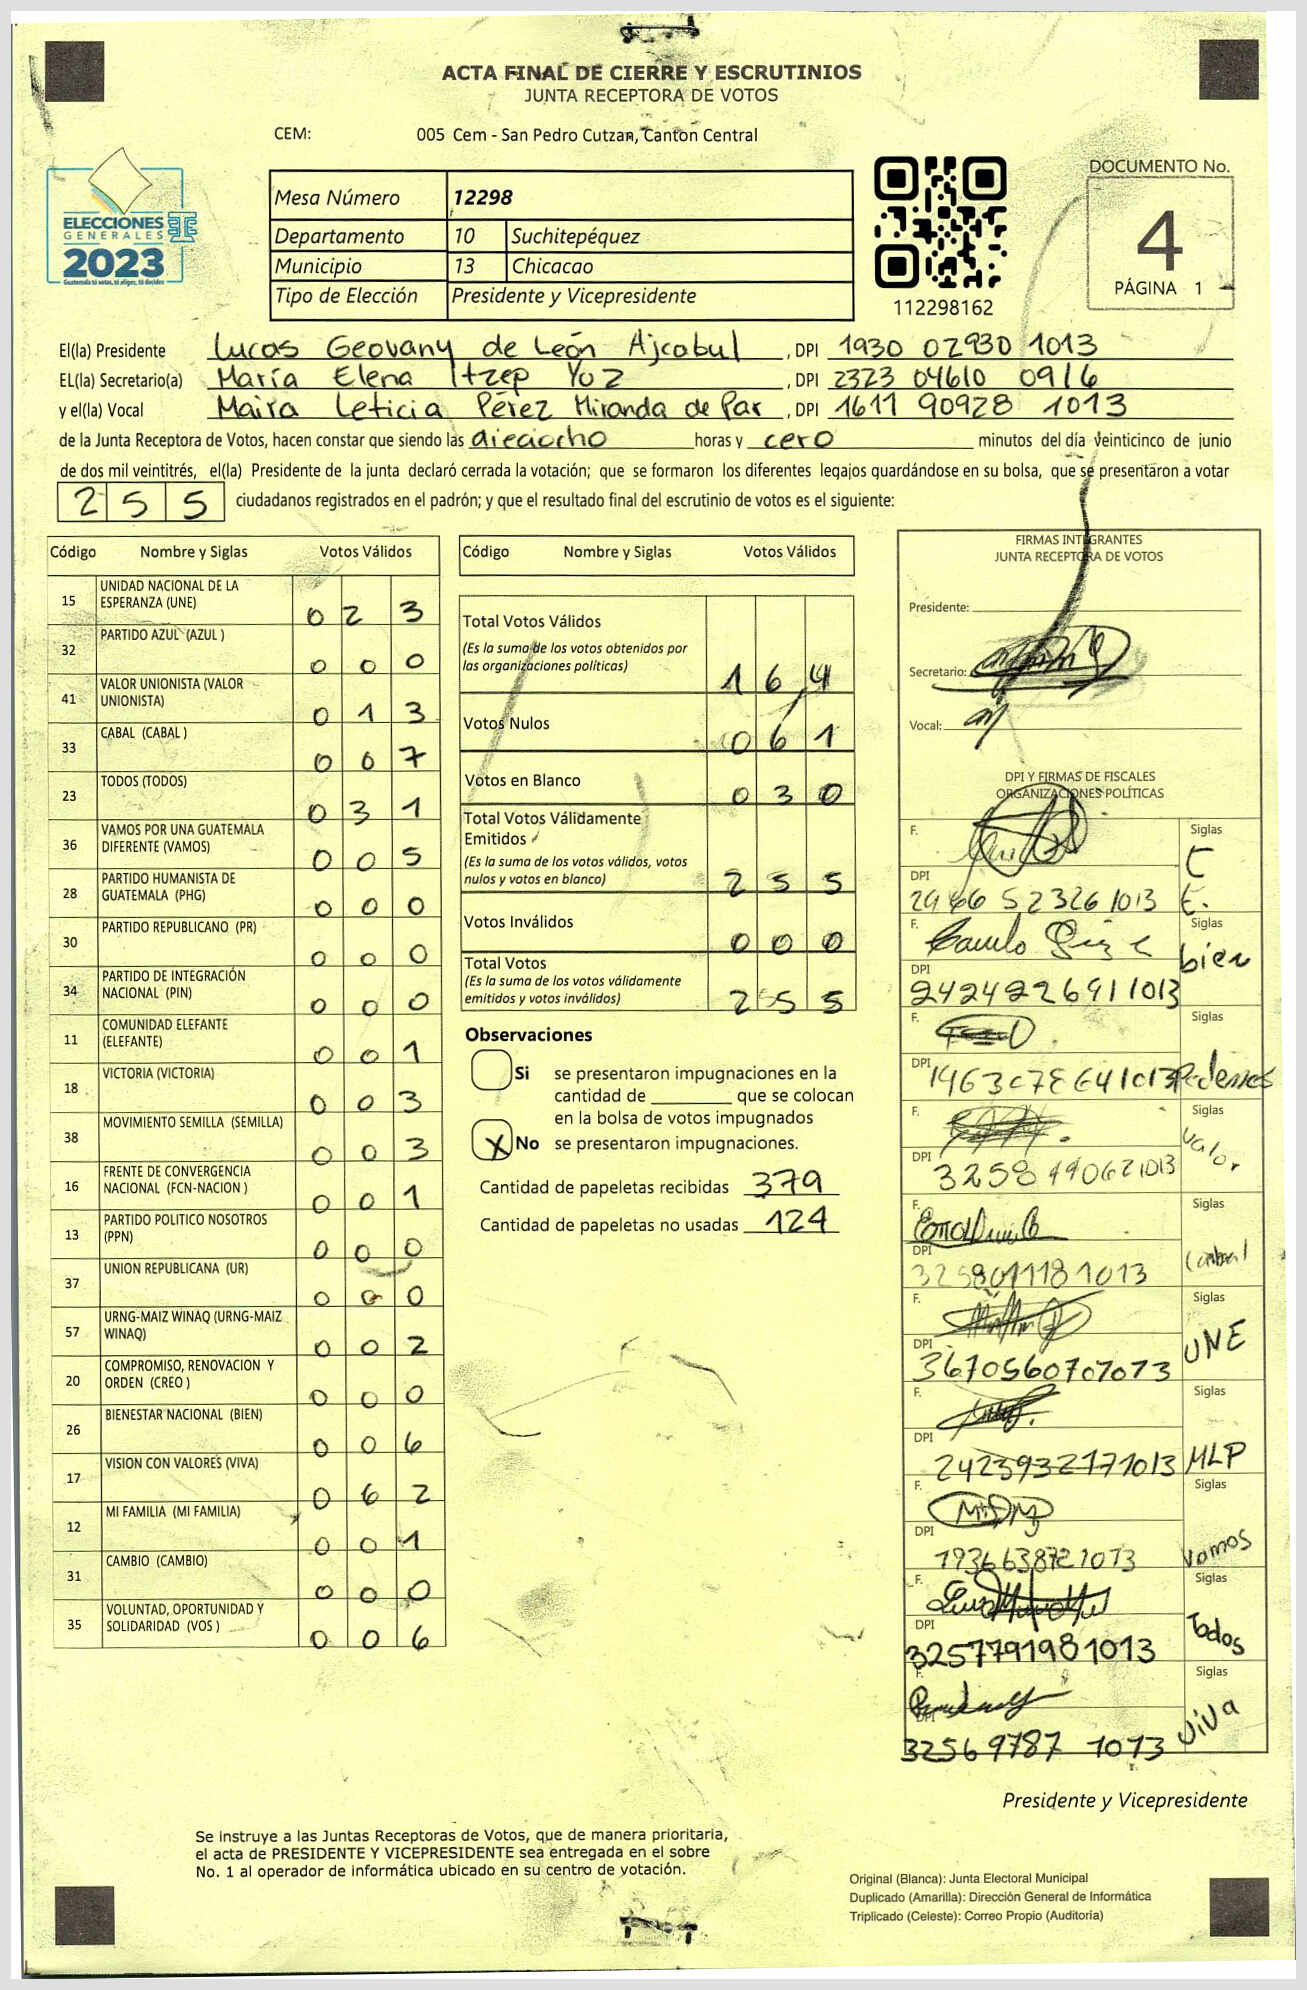 ACTA FINAL DE CIERRE Y ESCRUTINIOS
JUNTA RECEPTORA DE VOTOS
CEM: 005 Cem - San Pedro Cutzan, Canton Central
ELECCIONES
GENERALES
2023
Guatemala tú votas, tú eliges, tú decides
Mesa Número 12298
Departamento 10 Suchitepéquez
Municipio 13 Chicacao
Tipo de Elección Presidente y Vicepresidente
112298162
DOCUMENTO No.
4
PÁGINA 1
El(la) Presidente Lucas Geovany de León Ajcabul , DPI 1930 02930 1013
EL(la) Secretario(a) María Elena Itzep Yoz , DPI 2323 04610 0916
y el(la) Vocal Maira Leticia Pérez Miranda de Par , DPI 1611 90928 1013
de la Junta Receptora de Votos, hacen constar que siendo las dieciocho horas y cero minutos del día veinticinco de junio
de dos mil veintitrés, el(la) Presidente de la junta declaró cerrada la votación; que se formaron los diferentes legajos guardándose en su bolsa, que se presentaron a votar
255 ciudadanos registrados en el padrón; y que el resultado final del escrutinio de votos es el siguiente:
Código Nombre y Siglas Votos Válidos
15 UNIDAD NACIONAL DE LA
ESPERANZA (UNE) 0 2 3
32 PARTIDO AZUL (AZUL ) 0 0 0
41 VALOR UNIONISTA (VALOR
UNIONISTA) 0 1 3
33 CABAL (CABAL ) 0 0 7
23 TODOS (TODOS) 0 3 1
36 VAMOS POR UNA GUATEMALA
DIFERENTE (VAMOS) 0 0 5
28 PARTIDO HUMANISTA DE
GUATEMALA (PHG) 0 0 0
30 PARTIDO REPUBLICANO (PR) 0 0 0
34 PARTIDO DE INTEGRACIÓN
NACIONAL (PIN) 0 0 0
11 COMUNIDAD ELEFANTE
(ELEFANTE) 0 0 1
18 VICTORIA (VICTORIA) 0 0 3
38 MOVIMIENTO SEMILLA (SEMILLA) 0 0 3
16 FRENTE DE CONVERGENCIA
NACIONAL (FCN-NACION ) 0 0 1
13 PARTIDO POLITICO NOSOTROS
(PPN) 0 0 0
37 UNION REPUBLICANA (UR) 0 0 0
57 URNG-MAIZ WINAQ (URNG-MAIZ
WINAQ) 0 0 2
20 COMPROMISO, RENOVACION Y
ORDEN (CREO ) 0 0 0
26 BIENESTAR NACIONAL (BIEN) 0 0 6
17 VISION CON VALORES (VIVA) 0 6 2
12 MI FAMILIA (MI FAMILIA) 0 0 1
31 CAMBIO (CAMBIO) 0 0 0
35 VOLUNTAD, OPORTUNIDAD Y
SOLIDARIDAD (VOS ) 0 0 6
Código Nombre y Siglas Votos Válidos
Total Votos Válidos
(Es la suma de los votos obtenidos por
las organizaciones políticas) 1 6 4
Votos Nulos 0 6 1
Votos en Blanco 0 3 0
Total Votos Válidamente
Emitidos
(Es la suma de los votos válidos, votos
nulos y votos en blanco) 2 5 5
Votos Inválidos 0 0 0
Total Votos
(Es la suma de los votos válidamente
emitidos y votos inválidos) 2 5 5
Observaciones
Si se presentaron impugnaciones en la
cantidad de ________ que se colocan
en la bolsa de votos impugnados
X No se presentaron impugnaciones.
Cantidad de papeletas recibidas 379
Cantidad de papeletas no usadas 124
FIRMAS INTEGRANTES
JUNTA RECEPTORA DE VOTOS
Presidente:
Secretario:
Vocal:
DPI Y FIRMAS DE FISCALES
ORGANIZACIONES POLÍTICAS
F. Siglas
DPI
F. Siglas
bien
DPI
2424226911013
F. Siglas
DPI
F. Siglas
Valor
DPI
F. Siglas
DPI
3258011181013
F. Siglas
UNE
DPI
3670560707073
F. Siglas
MLP
DPI
2423932171013
F. Siglas
Vamos
DPI
1936638721013
F. Siglas
Todos
DPI
3257791981013
F. Siglas
viva
DPI
32569787 1013
Presidente y Vicepresidente
Se instruye a las Juntas Receptoras de Votos, que de manera prioritaria,
el acta de PRESIDENTE Y VICEPRESIDENTE sea entregada en el sobre
No. 1 al operador de informática ubicado en su centro de votación.
Original (Blanca): Junta Electoral Municipal
Duplicado (Amarilla): Dirección General de Informática
Triplicado (Celeste): Correo Propio (Auditoria)